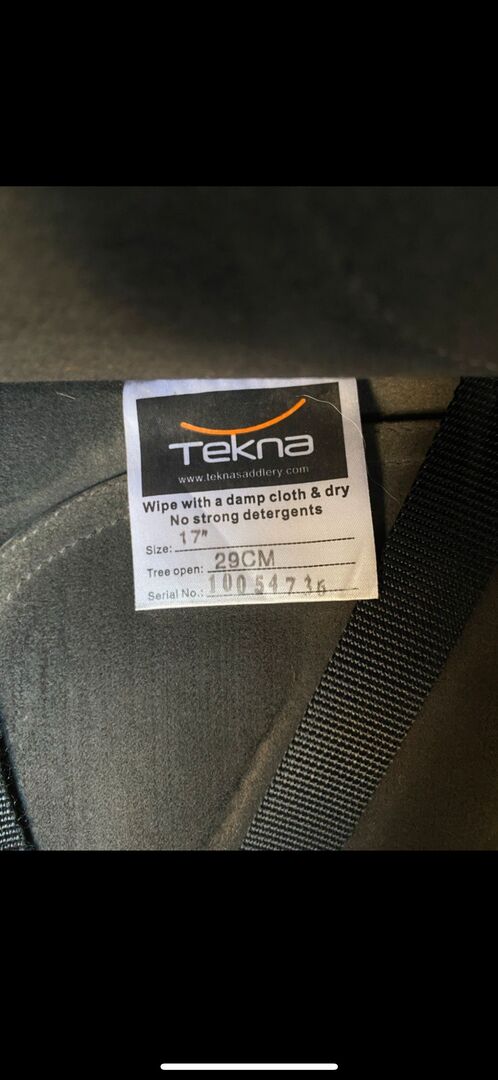 Tekna
www.teknasaddlery.com
Wipe with a damp cloth & dry
No strong detergents
Size: 17"
Tree open: 29CM
Serial No.: 10054736